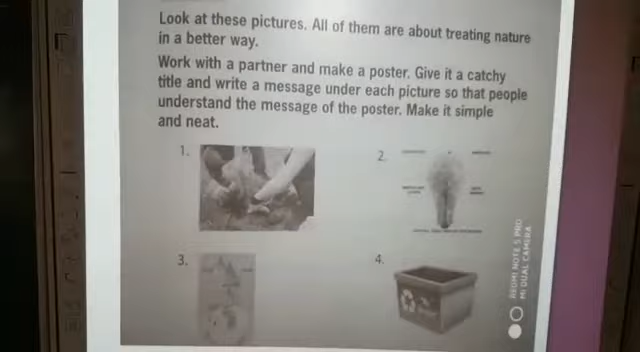 Look at these pictures. All of them are about treating nature
in a better way.
Work with a partner and make a poster. Give it a catchy
title and write a message under each picture so that people
understand the message of the poster. Make it simple
and neat.
1.
2.
3.
4.
REDMI NOTE 5 PRO
MI DUAL CAMERA